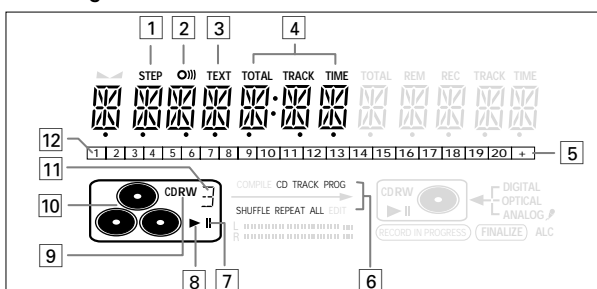 1 2 3 4
STEP TEXT TOTAL TRACK TIME TOTAL REM REC TRACK TIME
12 1 2 3 4 5 6 7 8 9 10 11 12 13 14 15 16 17 18 19 20 + 5
11
10 CDRW COMPILE CD TRACK PROG CDRW DIGITAL
OPTICAL
SHUFFLE REPEAT ALL EDIT ANALOG
L
R
RECORD IN PROGRESS FINALIZE ALC
9 8 7 6